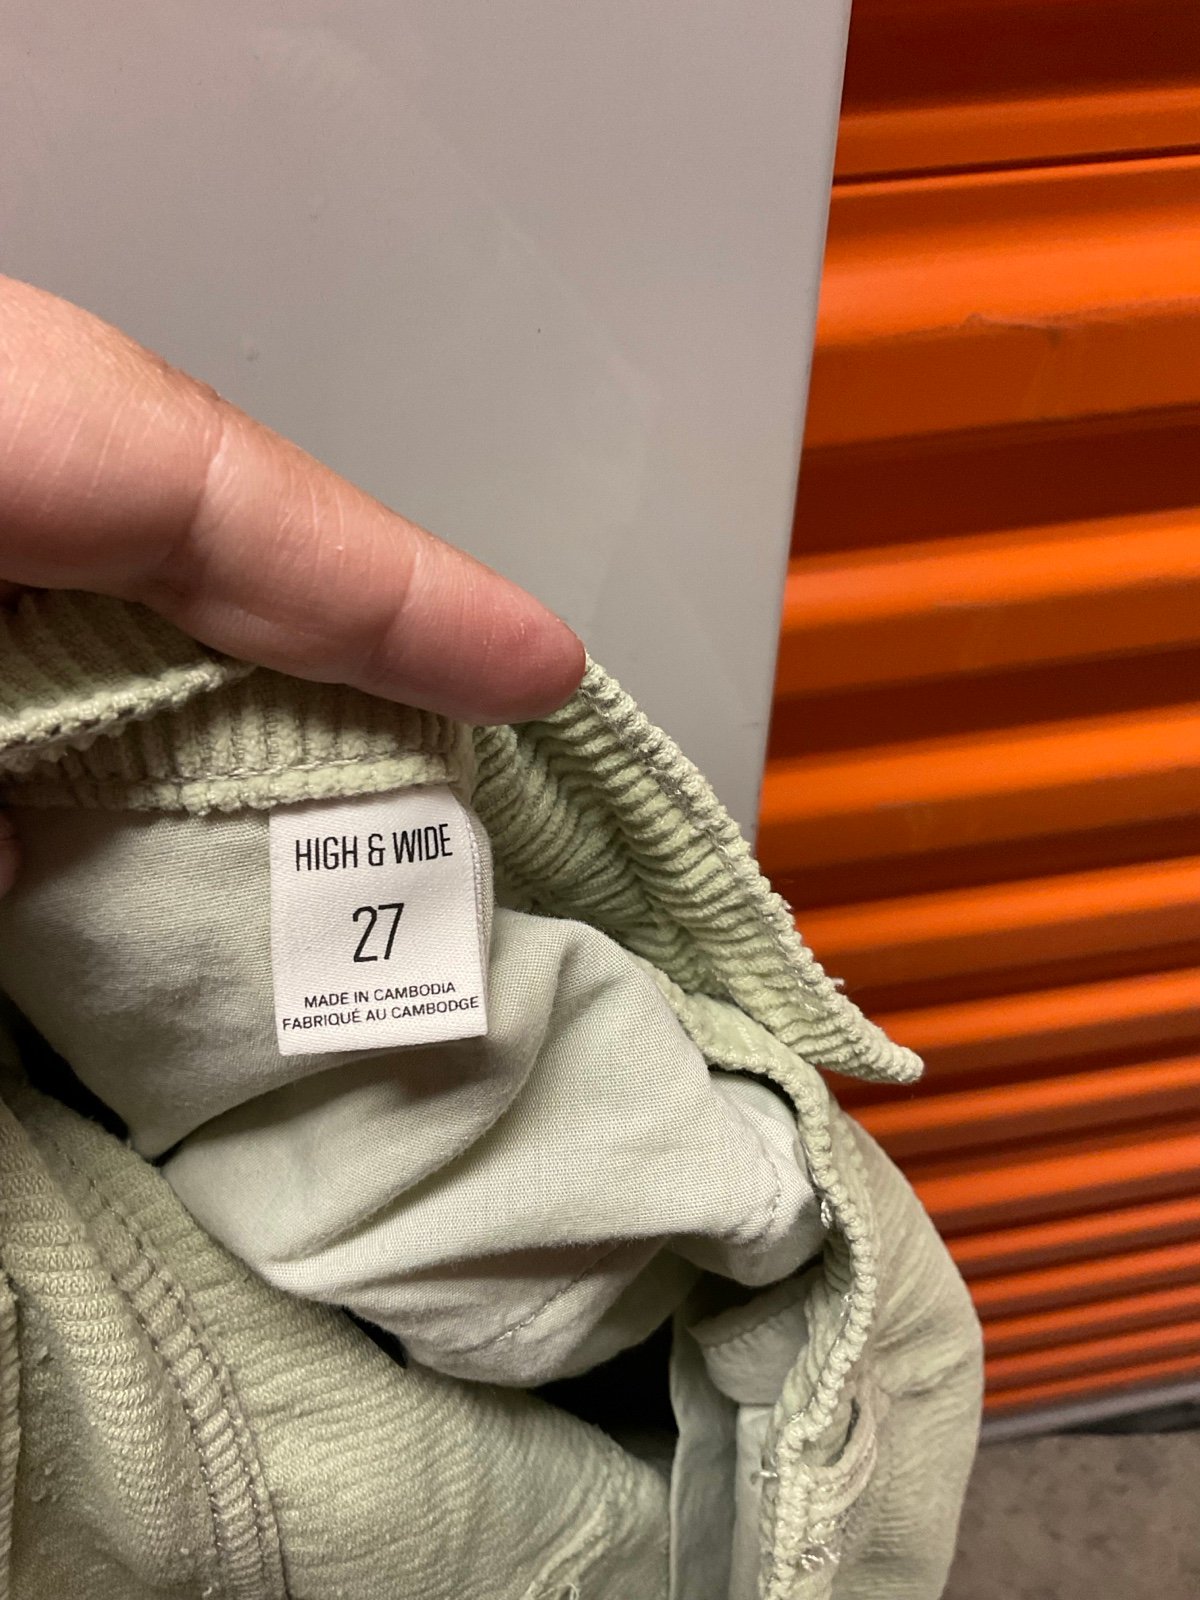 HIGH & WIDE
27
MADE IN CAMBODIA
FABRIQUÉ AU CAMBODGE